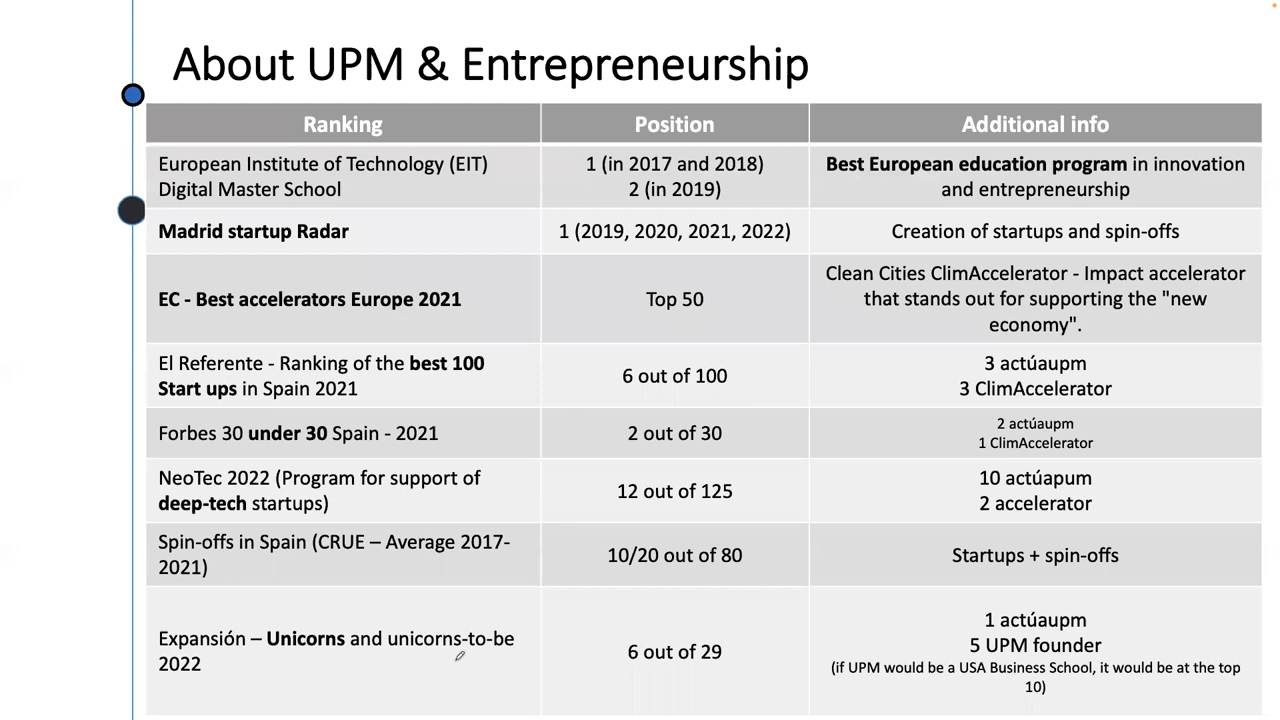 About UPM & Entrepreneurship
Ranking
Position
Additional info
European Institute of Technology (EIT)
Digital Master School
1 (in 2017 and 2018)
2 (in 2019)
Best European education program in innovation
and entrepreneurship
Madrid startup Radar
1 (2019, 2020, 2021, 2022)
Creation of startups and spin-offs
EC - Best accelerators Europe 2021
Top 50
Clean Cities ClimAccelerator - Impact accelerator
that stands out for supporting the "new
economy".
El Referente - Ranking of the best 100
Start ups in Spain 2021
6 out of 100
3 actúaupm
3 ClimAccelerator
Forbes 30 under 30 Spain - 2021
2 out of 30
2 actúaupm
1 ClimAccelerator
NeoTec 2022 (Program for support of
deep-tech startups)
12 out of 125
10 actúapum
2 accelerator
Spin-offs in Spain (CRUE – Average 2017-
2021)
10/20 out of 80
Startups + spin-offs
Expansión – Unicorns and unicorns-to-be
2022
6 out of 29
1 actúaupm
5 UPM founder
(if UPM would be a USA Business School, it would be at the top
10)